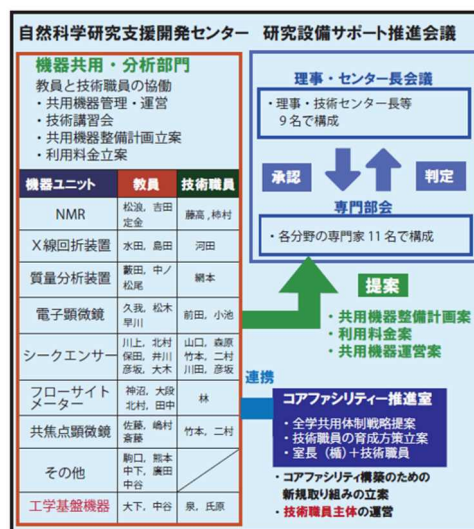 自然科学研究支援開発センター　研究設備サポート推進会議
機器共用・分析部門
教員と技術職員の協働
・共用機器管理・運営
・技術講習会
・共用機器整備計画立案
・利用料金立案
機器ユニット 教員 技術職員
NMR 松浪，吉田 定金 藤高，柿村
X線回折装置 水田，島田 河田
質量分析装置 藪田，中ノ 松尾 網本
電子顕微鏡 久我，松木 早川 前田，小池
シークエンサー 川上，北村 保田，井川 彦坂，大木 山口，森原 竹本，二村 川田，彦坂
フローサイトメーター 神沼，大段 北村，田中 林
共焦点顕微鏡 佐藤，嶋村 斎藤 竹本，二村
その他 駒口，熊本 中下，廣田 中谷
工学基盤機器 大下，中谷 泉，氏原
理事・センター長会議
・理事・技術センター長等
９名で構成
承認 判定
専門部会
・各分野の専門家 11 名で構成
提案
・共用機器整備計画案
・利用料金案
・共用機器運営案
連携
コアファシリティー推進室
・全学共用体制戦略提案
・技術職員の育成方策立案
・室長（楯）＋技術職員
・コアファシリティ構築のための
新規取り組みの立案
・技術職員主体の運営